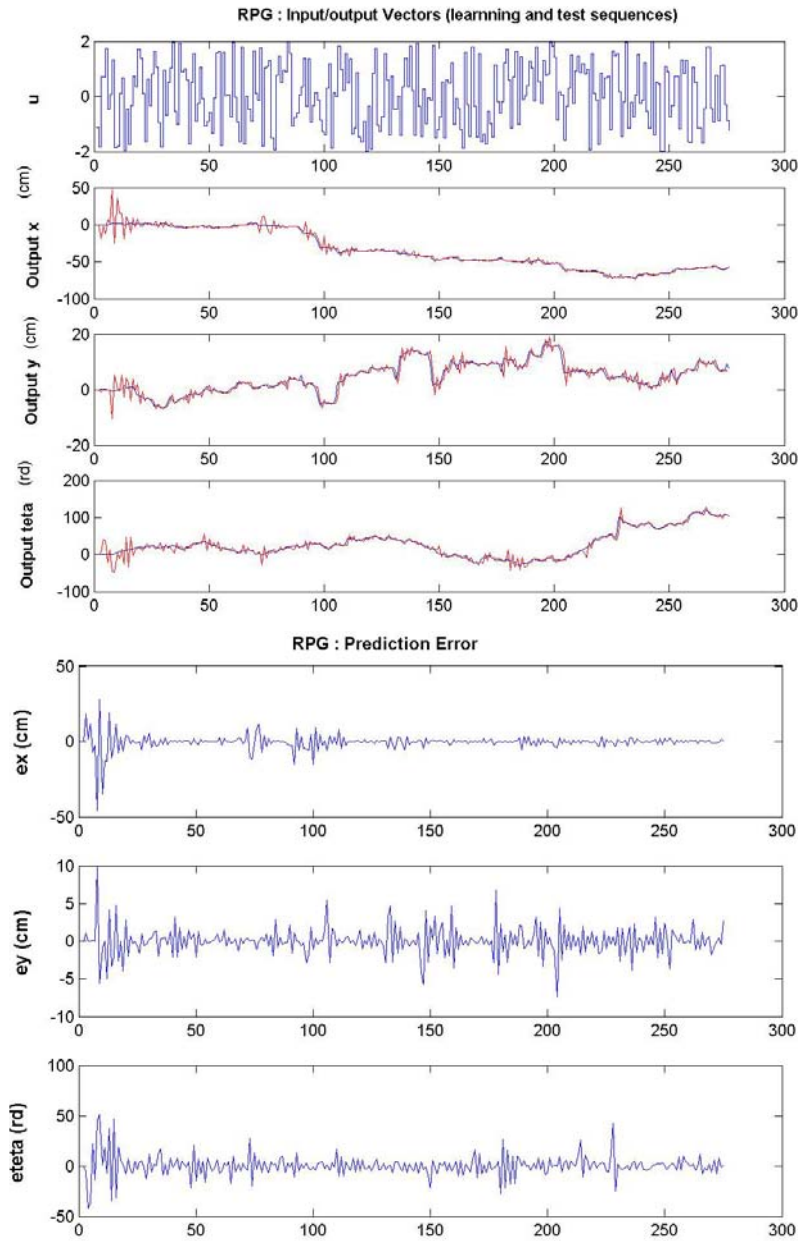 RPG : Input/output Vectors (learnning and test sequences)
2
0
-2
u
0 50 100 150 200 250 300
(cm)
50
0
-50
-100
Output x
0 50 100 150 200 250 300
(cm)
20
0
-20
Output y
0 50 100 150 200 250 300
(rd)
200
100
0
-100
Output teta
0 50 100 150 200 250 300
RPG : Prediction Error
50
0
-50
ex (cm)
0 50 100 150 200 250 300
10
5
0
-5
-10
ey (cm)
0 50 100 150 200 250 300
100
50
0
-50
eteta (rd)
0 50 100 150 200 250 300